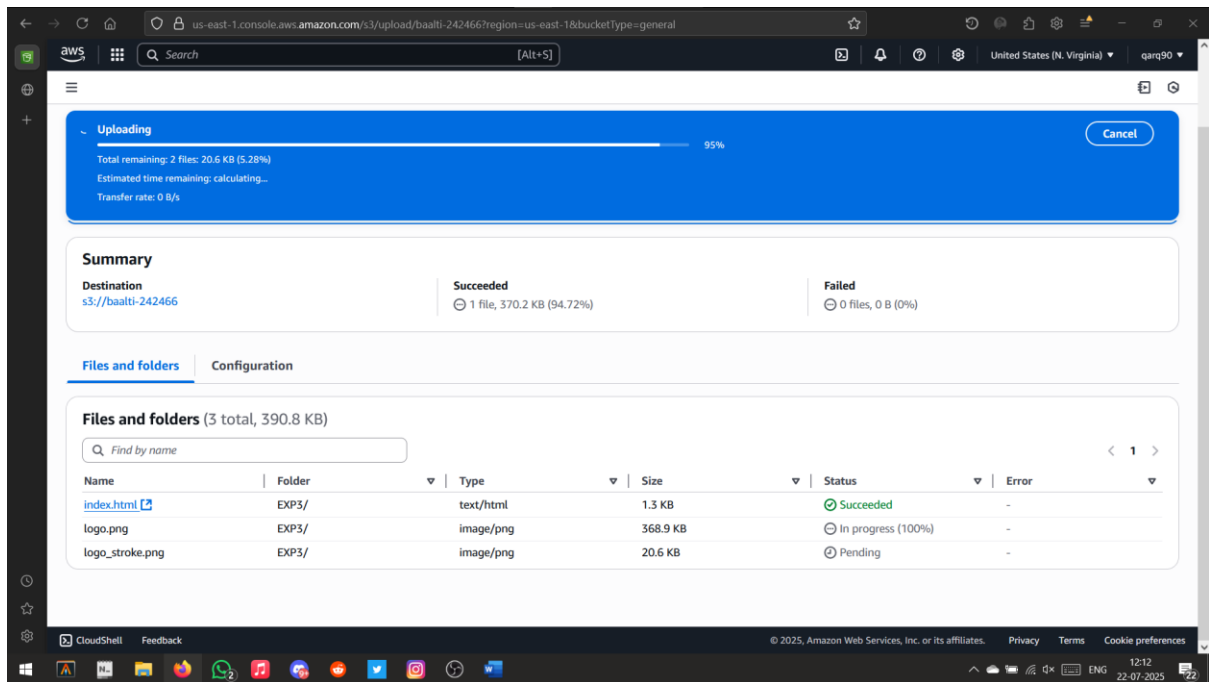 us-east-1.console.aws.amazon.com/s3/upload/baalti-242466?region=us-east-1&bucketType=general
aws Search [Alt+S] United States (N. Virginia) ▼ qarq90 ▼
Uploading Cancel
95%
Total remaining: 2 files: 20.6 KB (5.28%)
Estimated time remaining: calculating...
Transfer rate: 0 B/s
Summary
Destination Succeeded Failed
s3://baalti-242466 1 file, 370.2 KB (94.72%) 0 files, 0 B (0%)
Files and folders Configuration
Files and folders (3 total, 390.8 KB)
Find by name < 1 >
Name Folder Type Size Status Error
index.html EXP3/ text/html 1.3 KB Succeeded -
logo.png EXP3/ image/png 368.9 KB In progress (100%) -
logo_stroke.png EXP3/ image/png 20.6 KB Pending -
CloudShell Feedback © 2025, Amazon Web Services, Inc. or its affiliates. Privacy Terms Cookie preferences
2 ENG 12:12
22-07-2025 22